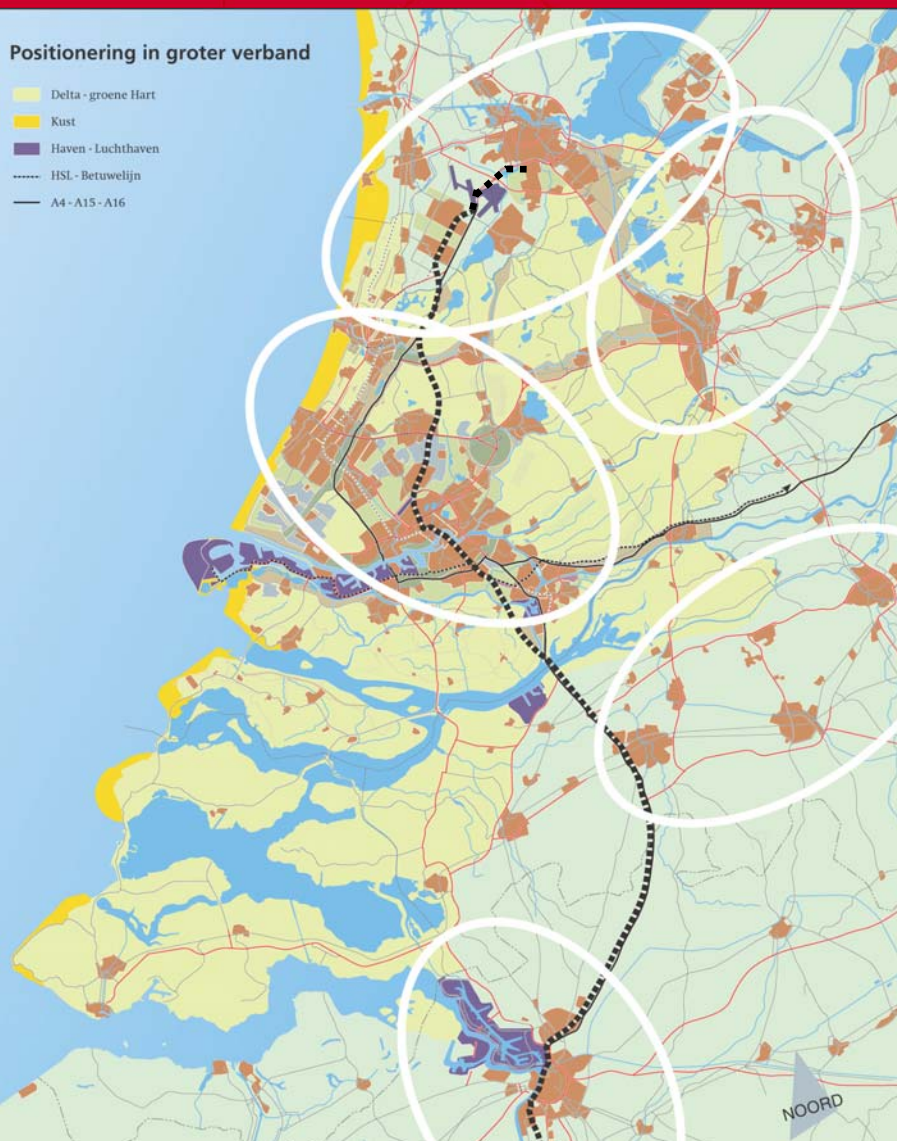 Positionering in groter verband
Delta - groene Hart
Kust
Haven - Luchthaven
HSL - Betuwelijn
A4 - A15 - A16
NOORD